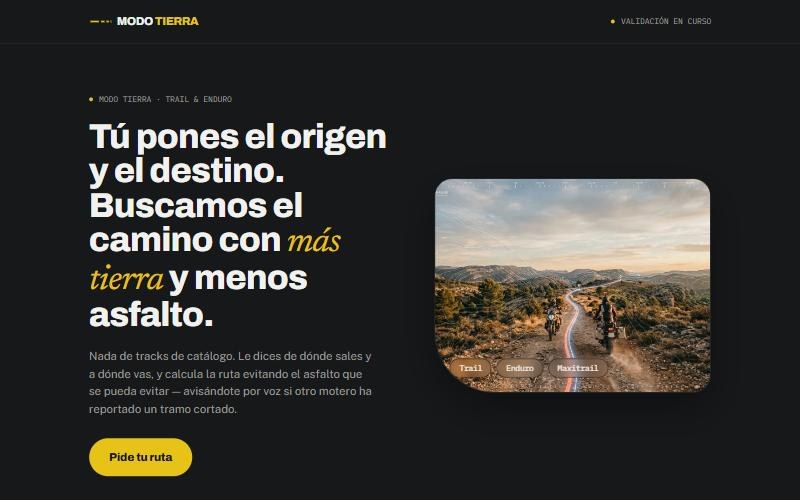 MODO TIERRA
VALIDACIÓN EN CURSO
MODO TIERRA · TRAIL & ENDURO
Tú pones el origen
y el destino.
Buscamos el
camino con más
tierra y menos
asfalto.
Nada de tracks de catálogo. Le dices de dónde sales y
a dónde vas, y calcula la ruta evitando el asfalto que
se pueda evitar — avisándote por voz si otro motero ha
reportado un tramo cortado.
Pide tu ruta
Trail
Enduro
Maxitrail